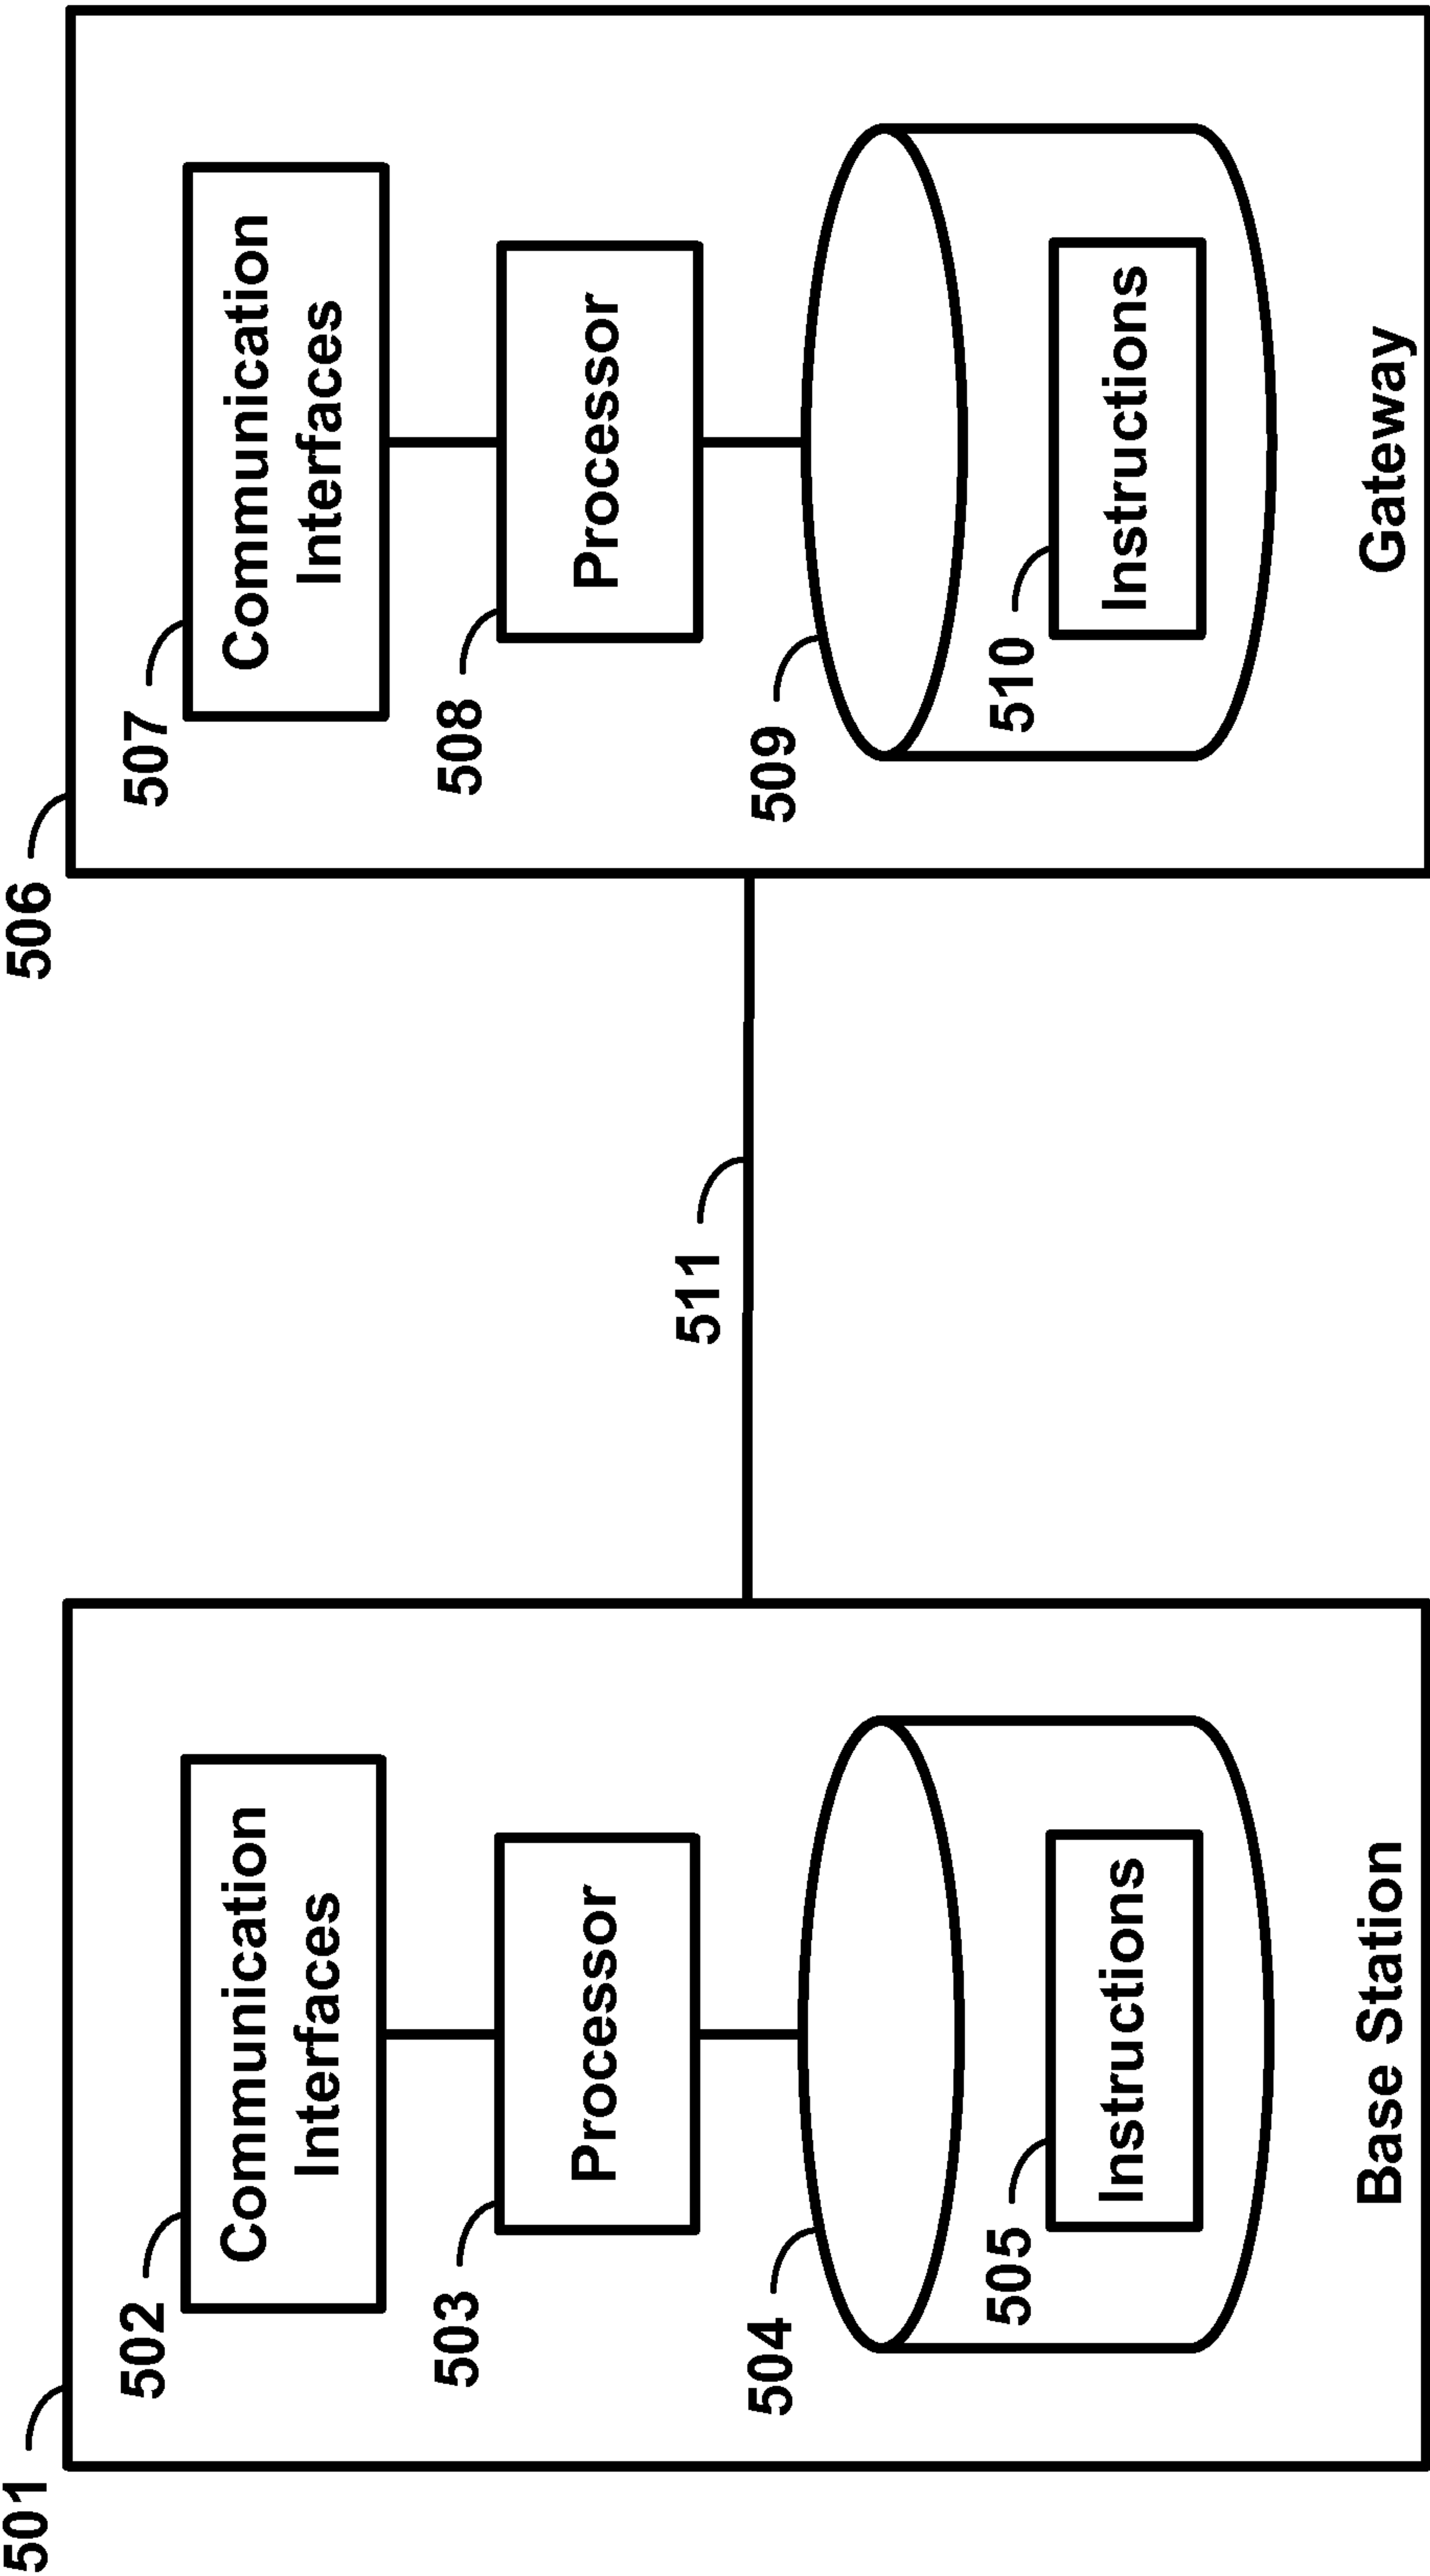 501
502
Communication
Interfaces
503
Processor
504
505
Instructions
Base Station
511
506
507
Communication
Interfaces
508
Processor
509
510
Instructions
Gateway